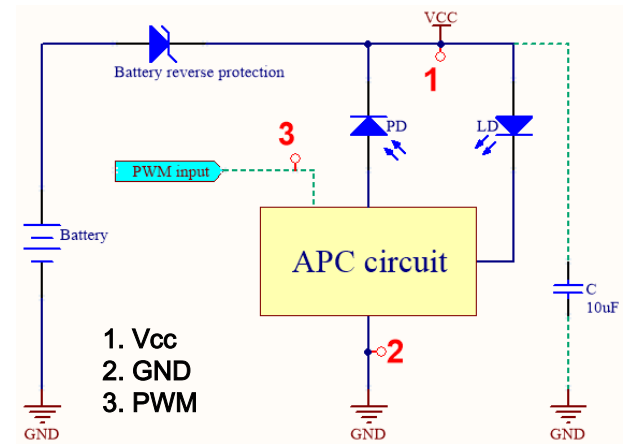 VCC
Battery reverse protection
1
PD
LD
3
PWM input
Battery
APC circuit
C
10uF
1. Vcc
2. GND
3. PWM
2
GND
GND
GND